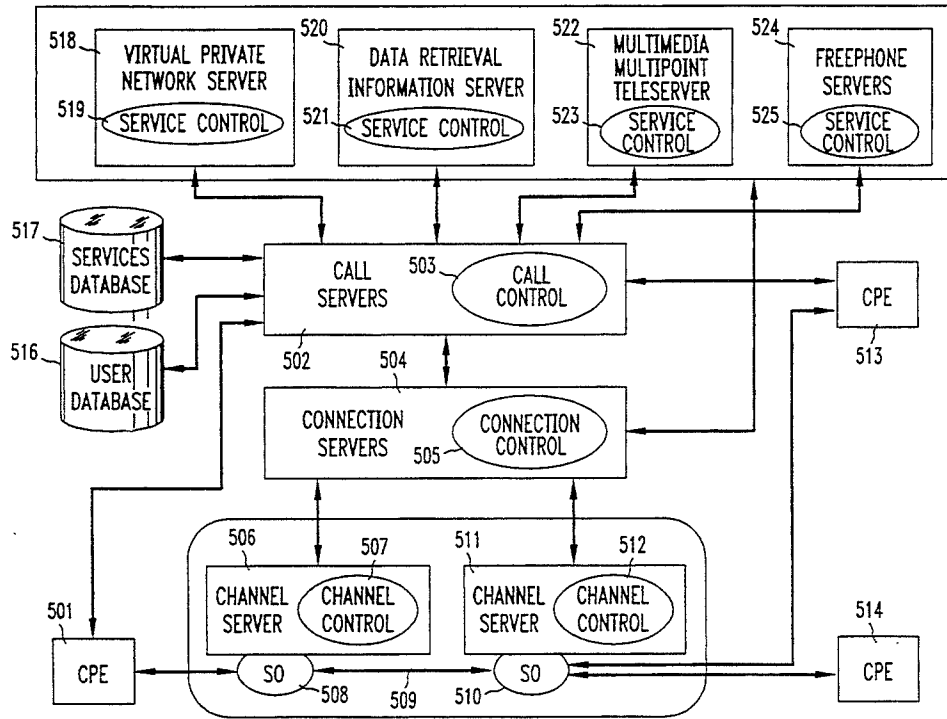 518
VIRTUAL PRIVATE
NETWORK SERVER
519
SERVICE CONTROL
520
DATA RETRIEVAL
INFORMATION SERVER
521
SERVICE CONTROL
522
MULTIMEDIA
MULTIPOINT
TELESERVER
523
SERVICE
CONTROL
524
FREEPHONE
SERVERS
525
SERVICE
CONTROL
517
SERVICES
DATABASE
516
USER
DATABASE
CALL
SERVERS
503
CALL
CONTROL
502
504
CPE
513
CONNECTION
SERVERS
CONNECTION
CONTROL
505
506
507
CHANNEL
SERVER
CHANNEL
CONTROL
511
512
CHANNEL
SERVER
CHANNEL
CONTROL
501
CPE
SO
508
509
SO
510
514
CPE